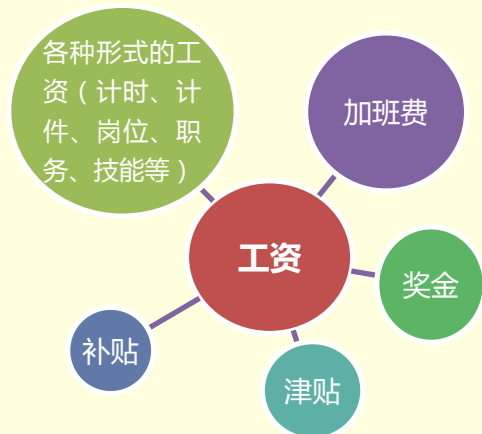 各种形式的工
资（计时、计
件、岗位、职
务、技能等）
加班费
工资
奖金
补贴
津贴